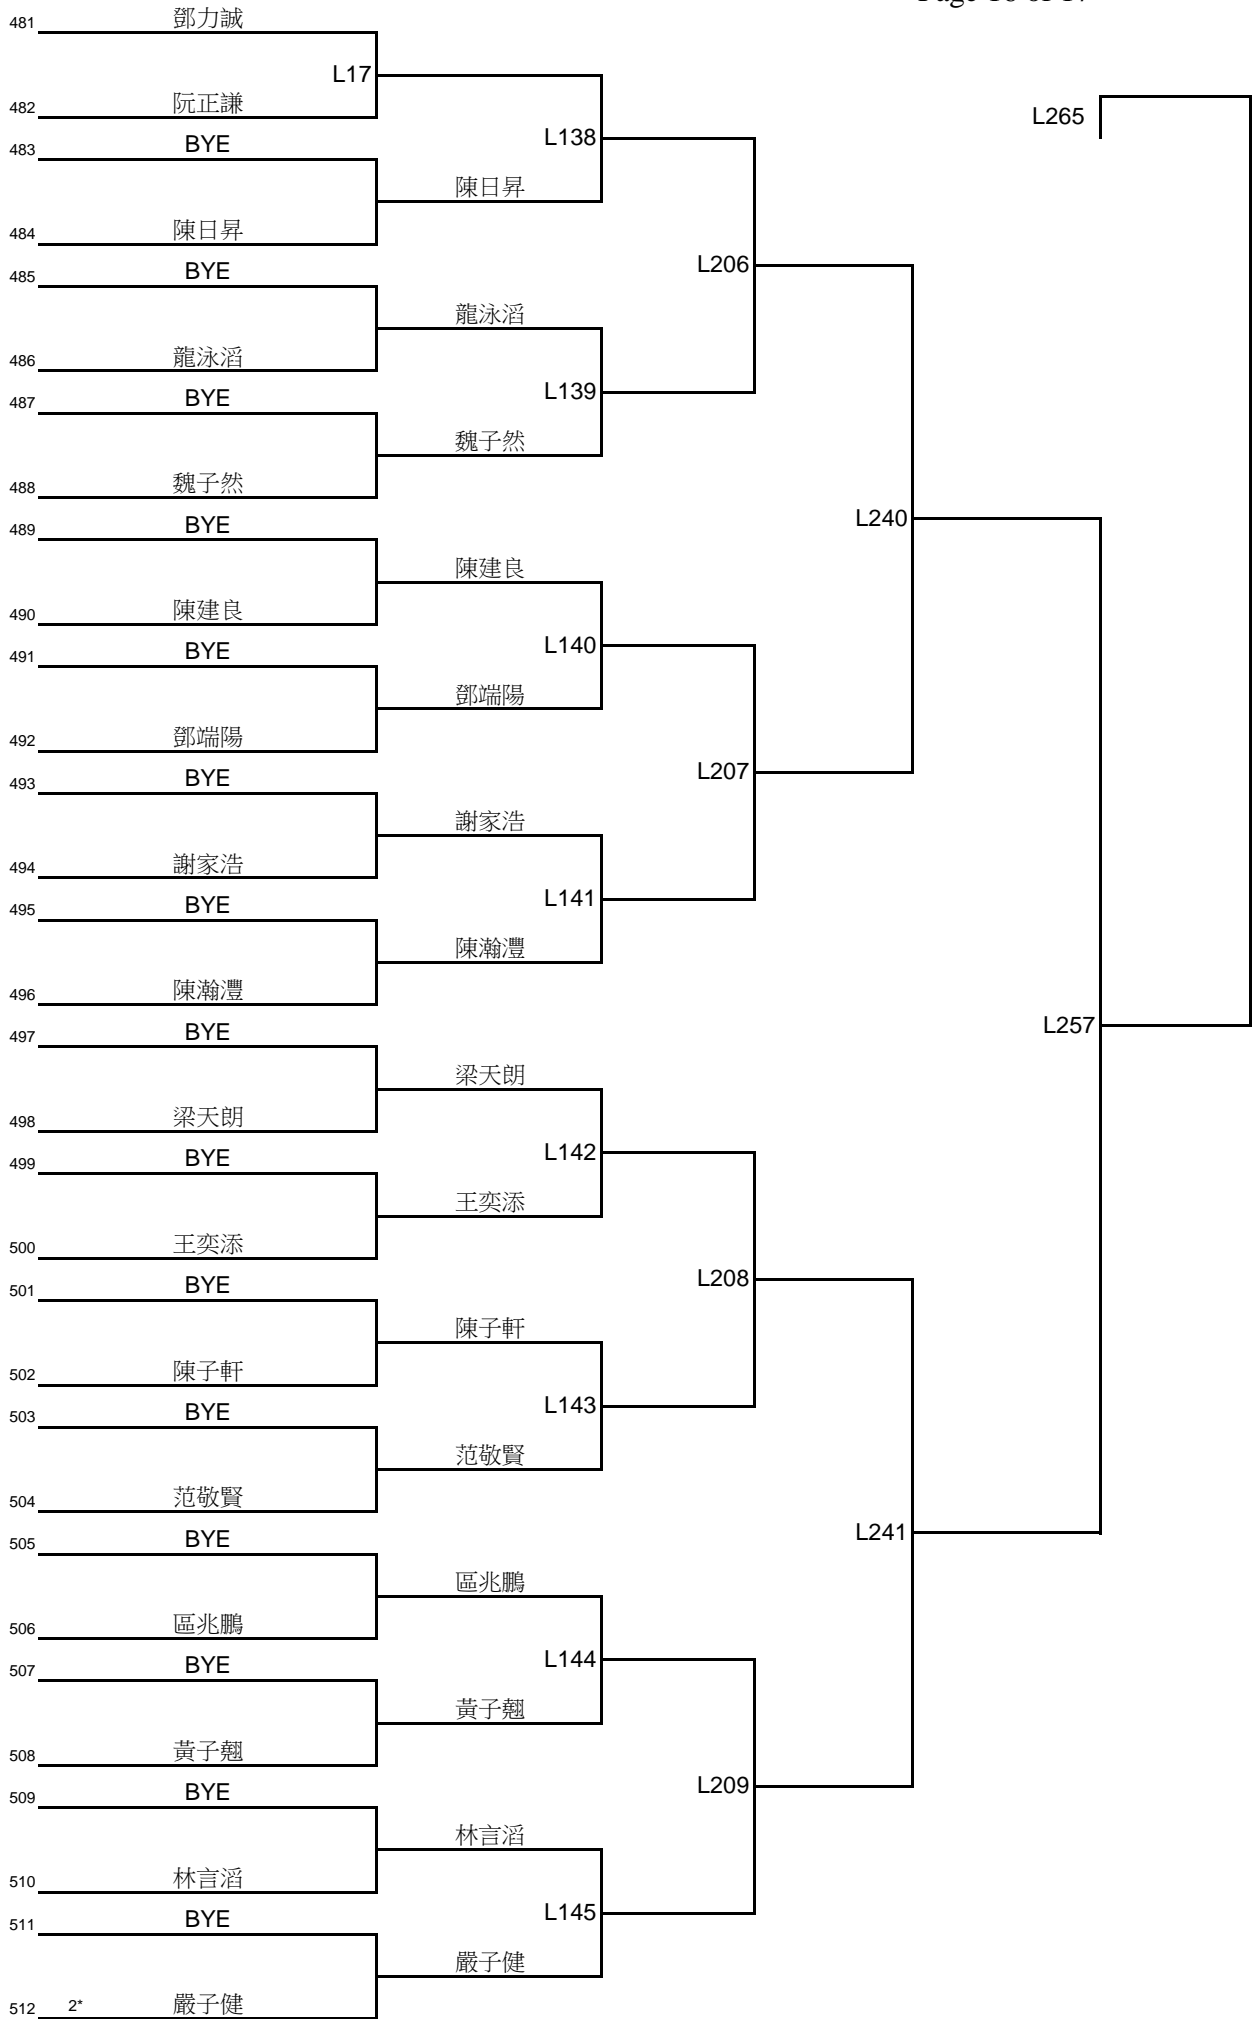 481 鄧力誠
L17
482 阮正謙
L265
483 BYE
L138
陳日昇
484 陳日昇
485 BYE
L206
龍泳滔
486 龍泳滔
487 BYE
L139
魏子然
488 魏子然
489 BYE
L240
陳建良
490 陳建良
491 BYE
L140
鄧端陽
492 鄧端陽
493 BYE
L207
謝家浩
494 謝家浩
495 BYE
L141
陳瀚灃
496 陳瀚灃
497 BYE
L257
梁天朗
498 梁天朗
499 BYE
L142
王奕添
500 王奕添
501 BYE
L208
陳子軒
502 陳子軒
503 BYE
L143
范敬賢
504 范敬賢
505 BYE
L241
區兆鵬
506 區兆鵬
507 BYE
L144
黃子翹
508 黃子翹
509 BYE
L209
林言滔
510 林言滔
511 BYE
L145
嚴子健
512 2* 嚴子健